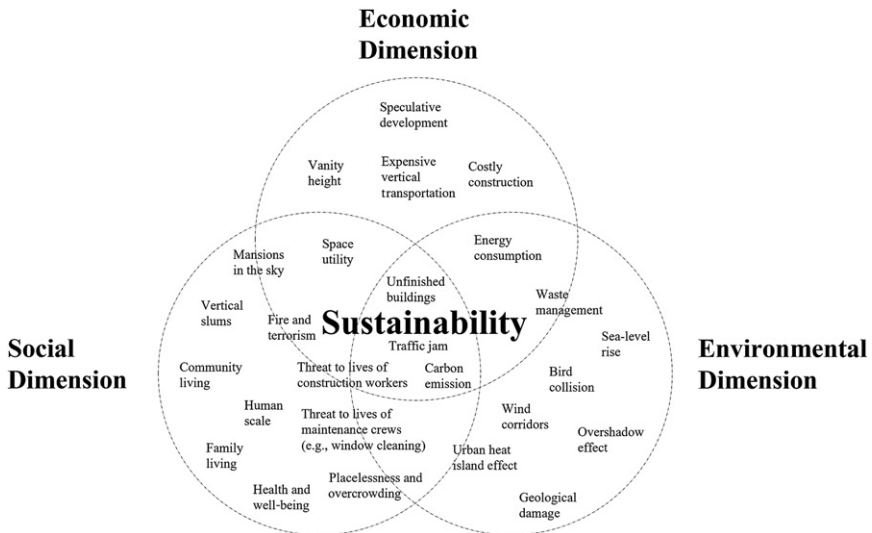 Economic
Dimension
Speculative
development
Vanity
height
Expensive
vertical
transportation
Costly
construction
Mansions
in the sky
Space
utility
Energy
consumption
Unfinished
buildings
Waste
management
Vertical
slums
Fire and
terrorism
Sustainability
Sea-level
rise
Traffic jam
Social
Dimension
Environmental
Dimension
Community
living
Threat to lives of
construction workers
Carbon
emission
Bird
collision
Human
scale
Threat to lives of
maintenance crews
(e.g., window cleaning)
Wind
corridors
Overshadow
effect
Family
living
Urban heat
island effect
Health and
well-being
Placelessness and
overcrowding
Geological
damage